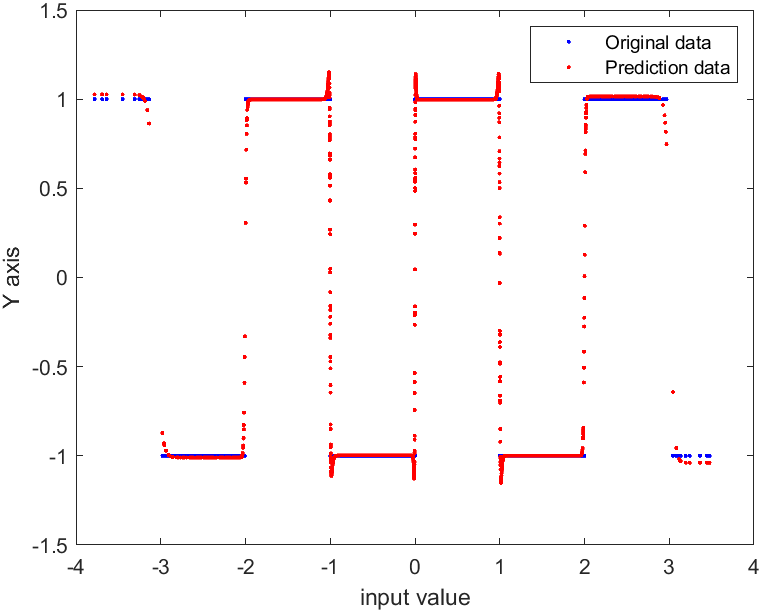 1.5
Original data
Prediction data
1
0.5
0
-0.5
-1
-1.5
Y axis
-4 -3 -2 -1 0 1 2 3 4
input value